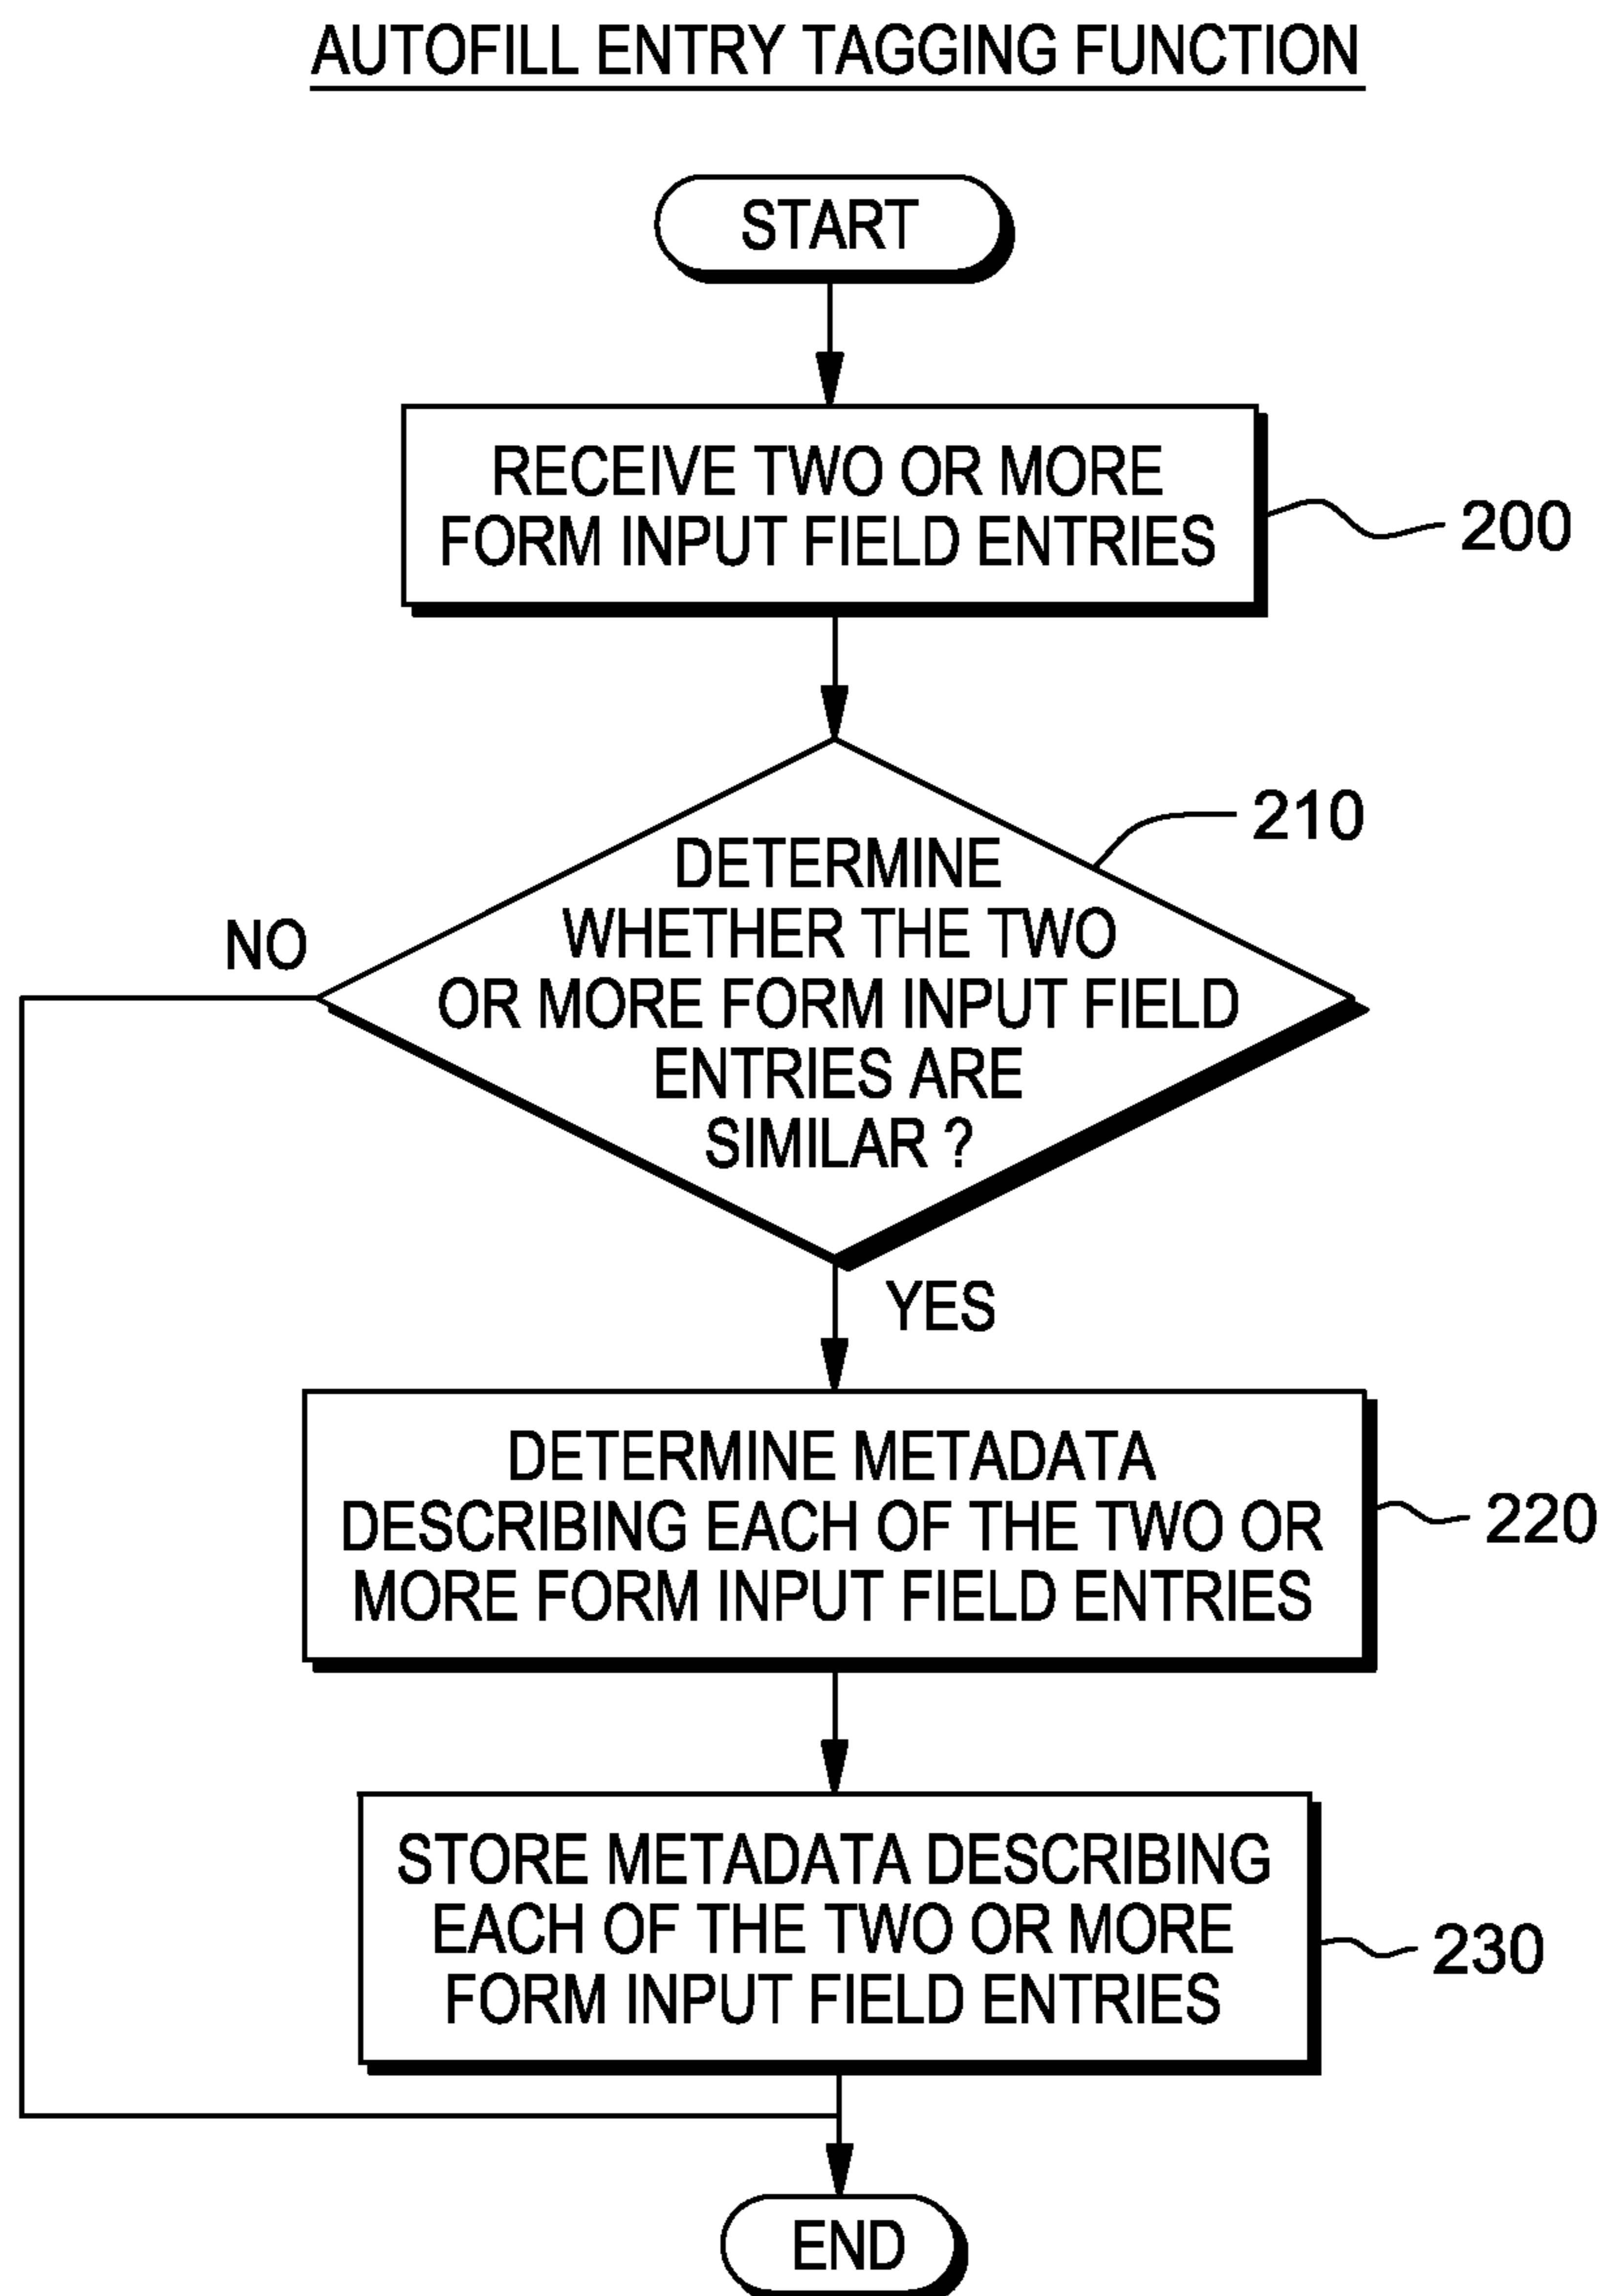 AUTOFILL ENTRY TAGGING FUNCTION
START
RECEIVE TWO OR MORE
FORM INPUT FIELD ENTRIES
200
210
DETERMINE
WHETHER THE TWO
OR MORE FORM INPUT FIELD
ENTRIES ARE
SIMILAR ?
NO
YES
DETERMINE METADATA
DESCRIBING EACH OF THE TWO OR
MORE FORM INPUT FIELD ENTRIES
220
STORE METADATA DESCRIBING
EACH OF THE TWO OR MORE
FORM INPUT FIELD ENTRIES
230
END